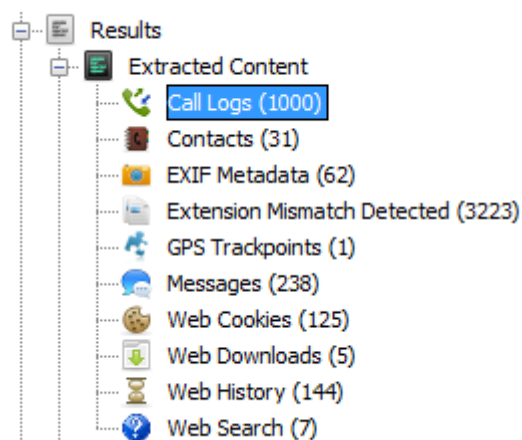 Results
Extracted Content
Call Logs (1000)
Contacts (31)
EXIF Metadata (62)
Extension Mismatch Detected (3223)
GPS Trackpoints (1)
Messages (238)
Web Cookies (125)
Web Downloads (5)
Web History (144)
Web Search (7)